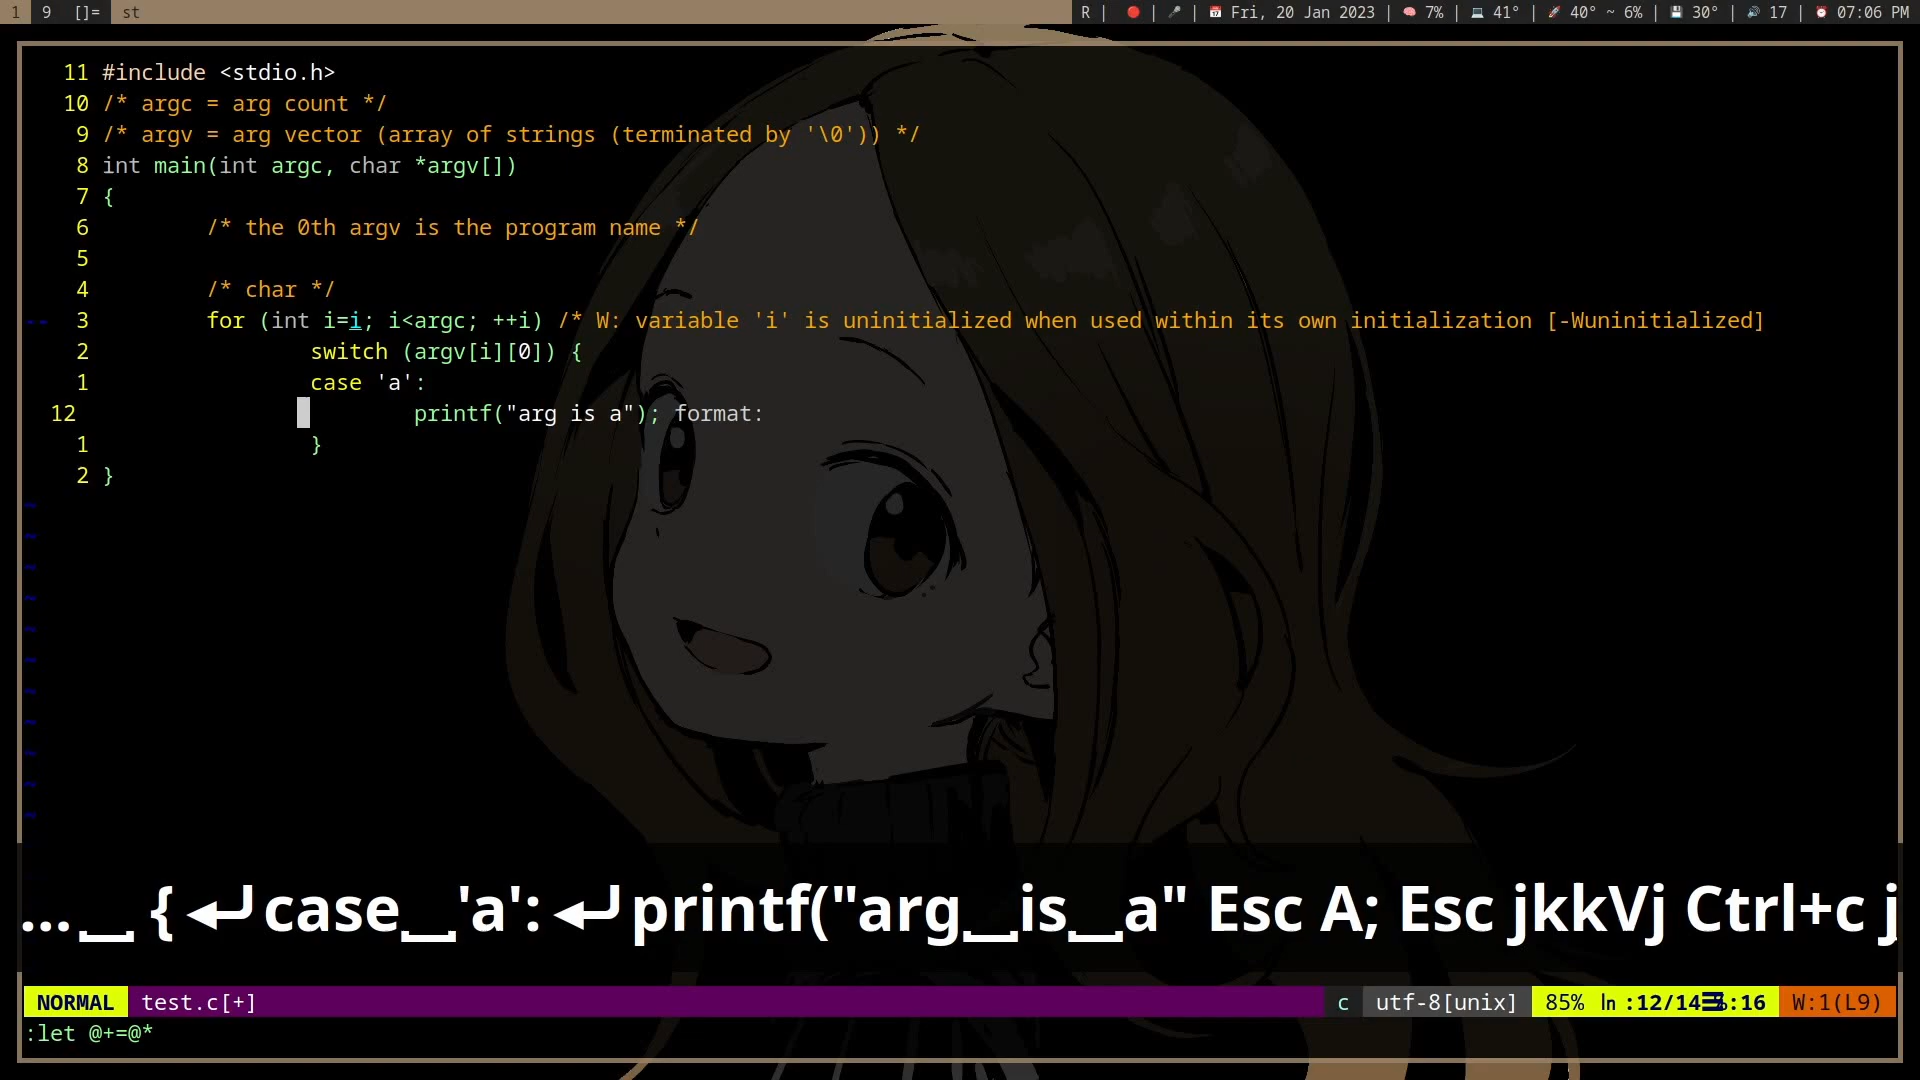 1 9 []= st R | 🔴 | 🎤 | 📅 Fri, 20 Jan 2023 | 🧠 7% | 💻 41° | 🚀 40° ~ 6% | 💾 30° | 🔊 17 | ⏰ 07:06 PM
11 #include <stdio.h>
10 /* argc = arg count */
9 /* argv = arg vector (array of strings (terminated by '\0')) */
8 int main(int argc, char *argv[])
7 {
6 /* the 0th argv is the program name */
5
4 /* char */
-- 3 for (int i=i; i<argc; ++i) /* W: variable 'i' is uninitialized when used within its own initialization [-Wuninitialized]
2 switch (argv[i][0]) {
1 case 'a':
12 printf("arg is a"); format:
1 }
2 }
~
~
~
~
~
~
~
~
~
~
~
...␣ {↵case␣'a':↵printf("arg␣is␣a" Esc A; Esc jkkVj Ctrl+c j
NORMAL test.c[+] c utf-8[unix] 85% ln :12/14☰:16 W:1(L9)
:let @+=@*